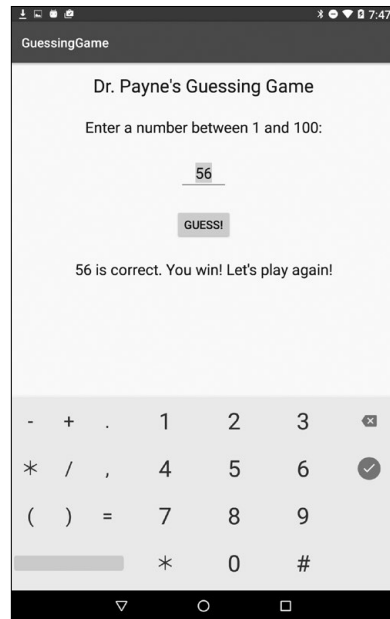 7:47
GuessingGame
Dr. Payne's Guessing Game
Enter a number between 1 and 100:
56
GUESS!
56 is correct. You win! Let's play again!
- + . 1 2 3
* / , 4 5 6
( ) = 7 8 9
* 0 #